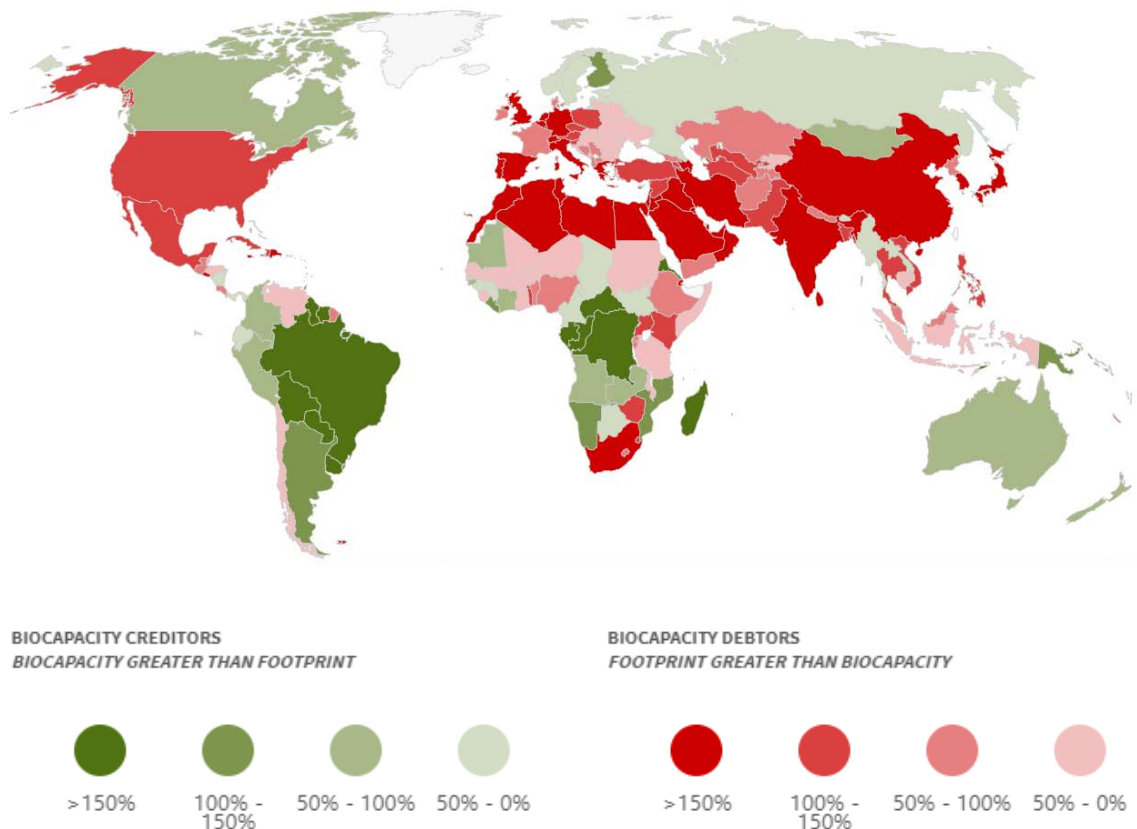 BIOCAPACITY CREDITORS
BIOCAPACITY GREATER THAN FOOTPRINT
>150%
100% -
150%
50% - 100%
50% - 0%
BIOCAPACITY DEBTORS
FOOTPRINT GREATER THAN BIOCAPACITY
>150%
100% -
150%
50% - 100%
50% - 0%